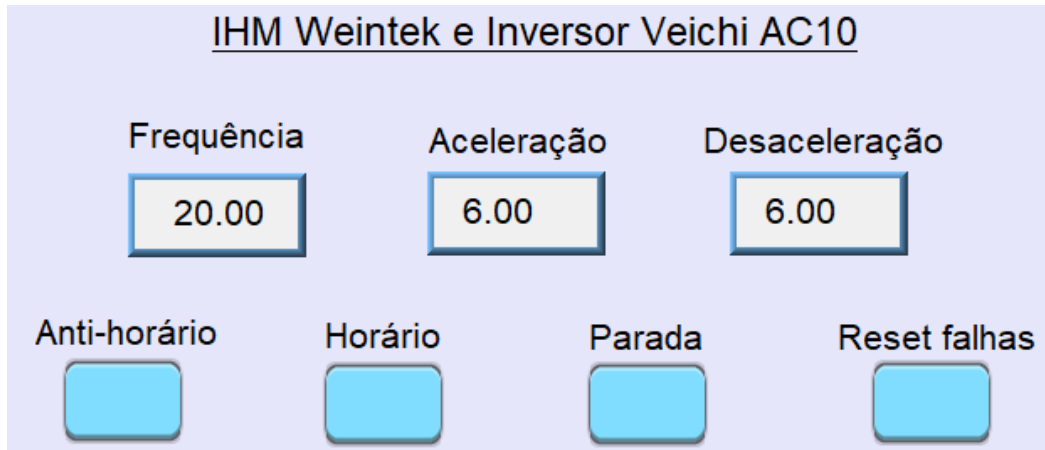 IHM Weintek e Inversor Veichi AC10
Frequência Aceleração Desaceleração
20.00 6.00 6.00
Anti-horário Horário Parada Reset falhas